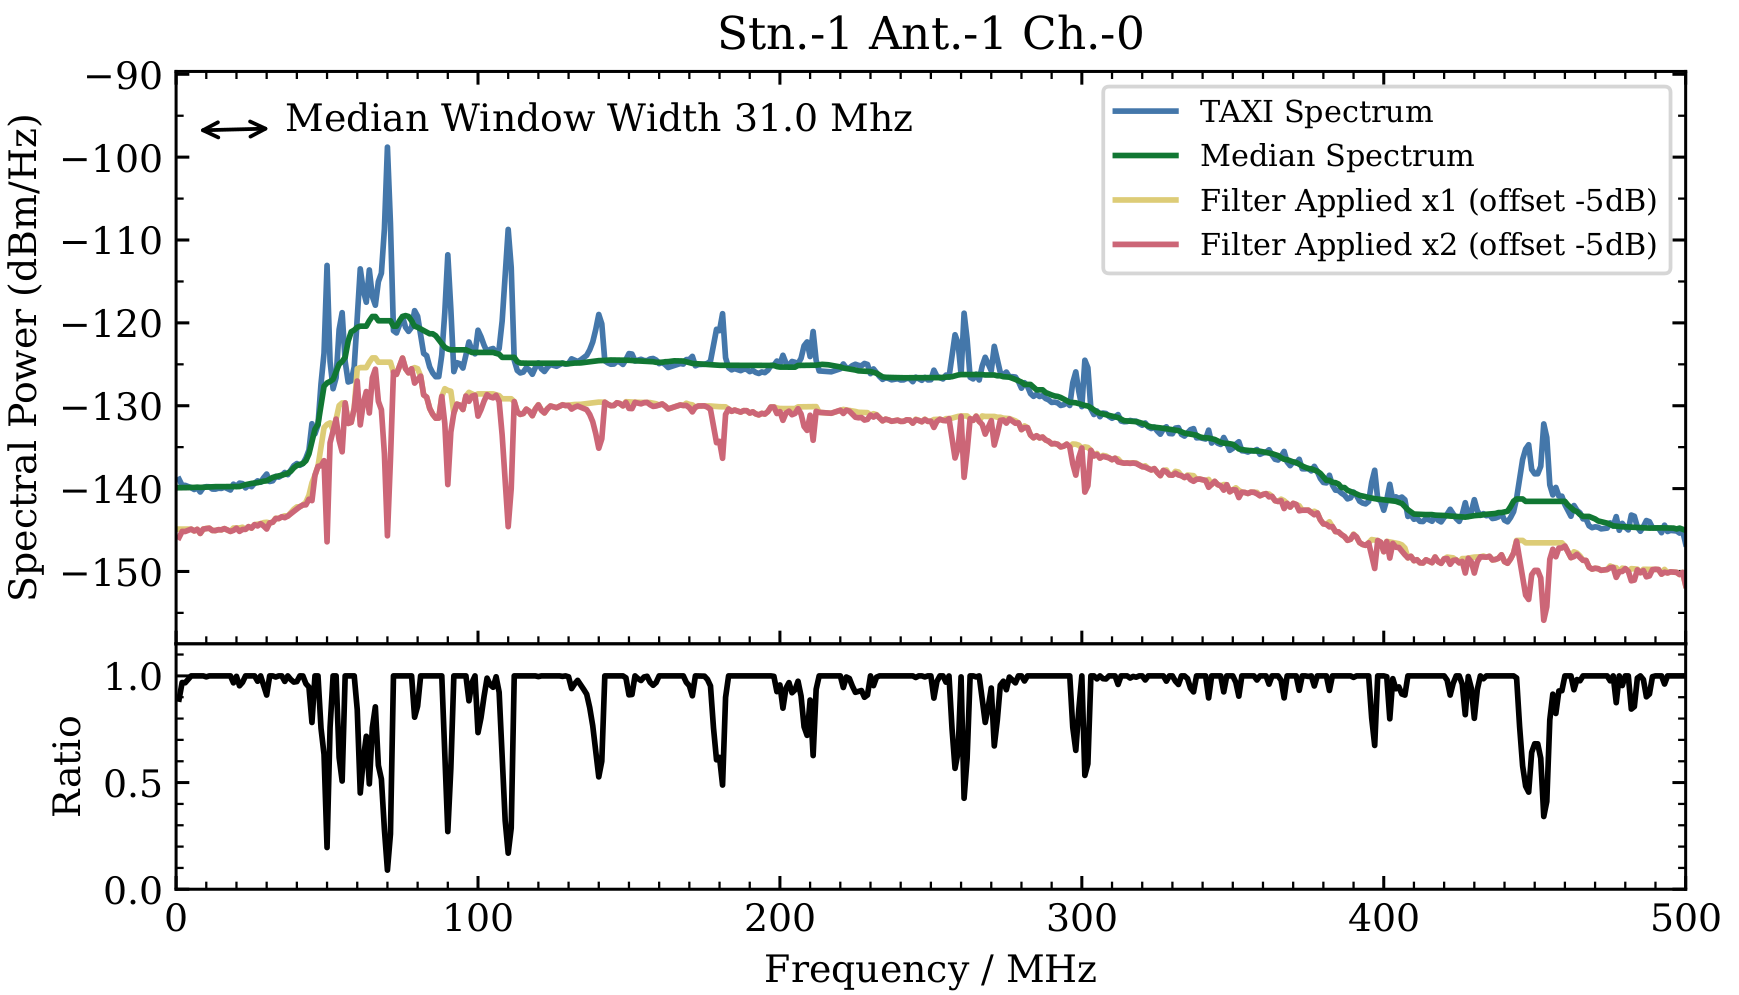 Stn.-1 Ant.-1 Ch.-0
Spectral Power (dBm/Hz)
−90
−100
−110
−120
−130
−140
−150
Median Window Width 31.0 Mhz
TAXI Spectrum
Median Spectrum
Filter Applied x1 (offset -5dB)
Filter Applied x2 (offset -5dB)
Ratio
1.0
0.5
0.0
0 100 200 300 400 500
Frequency / MHz